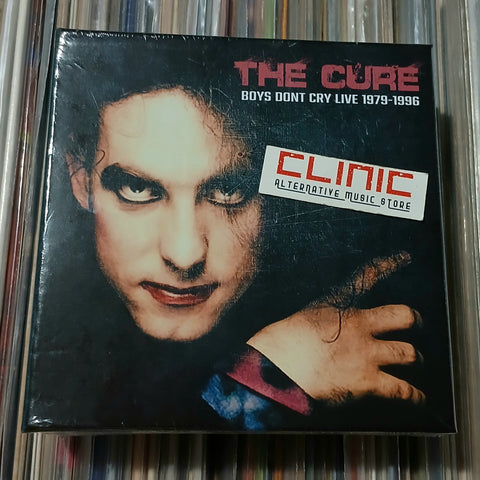 THE CURE
BOYS DONT CRY LIVE 1979-1996
CLINIC
ALTERNATIVE MUSIC STORE